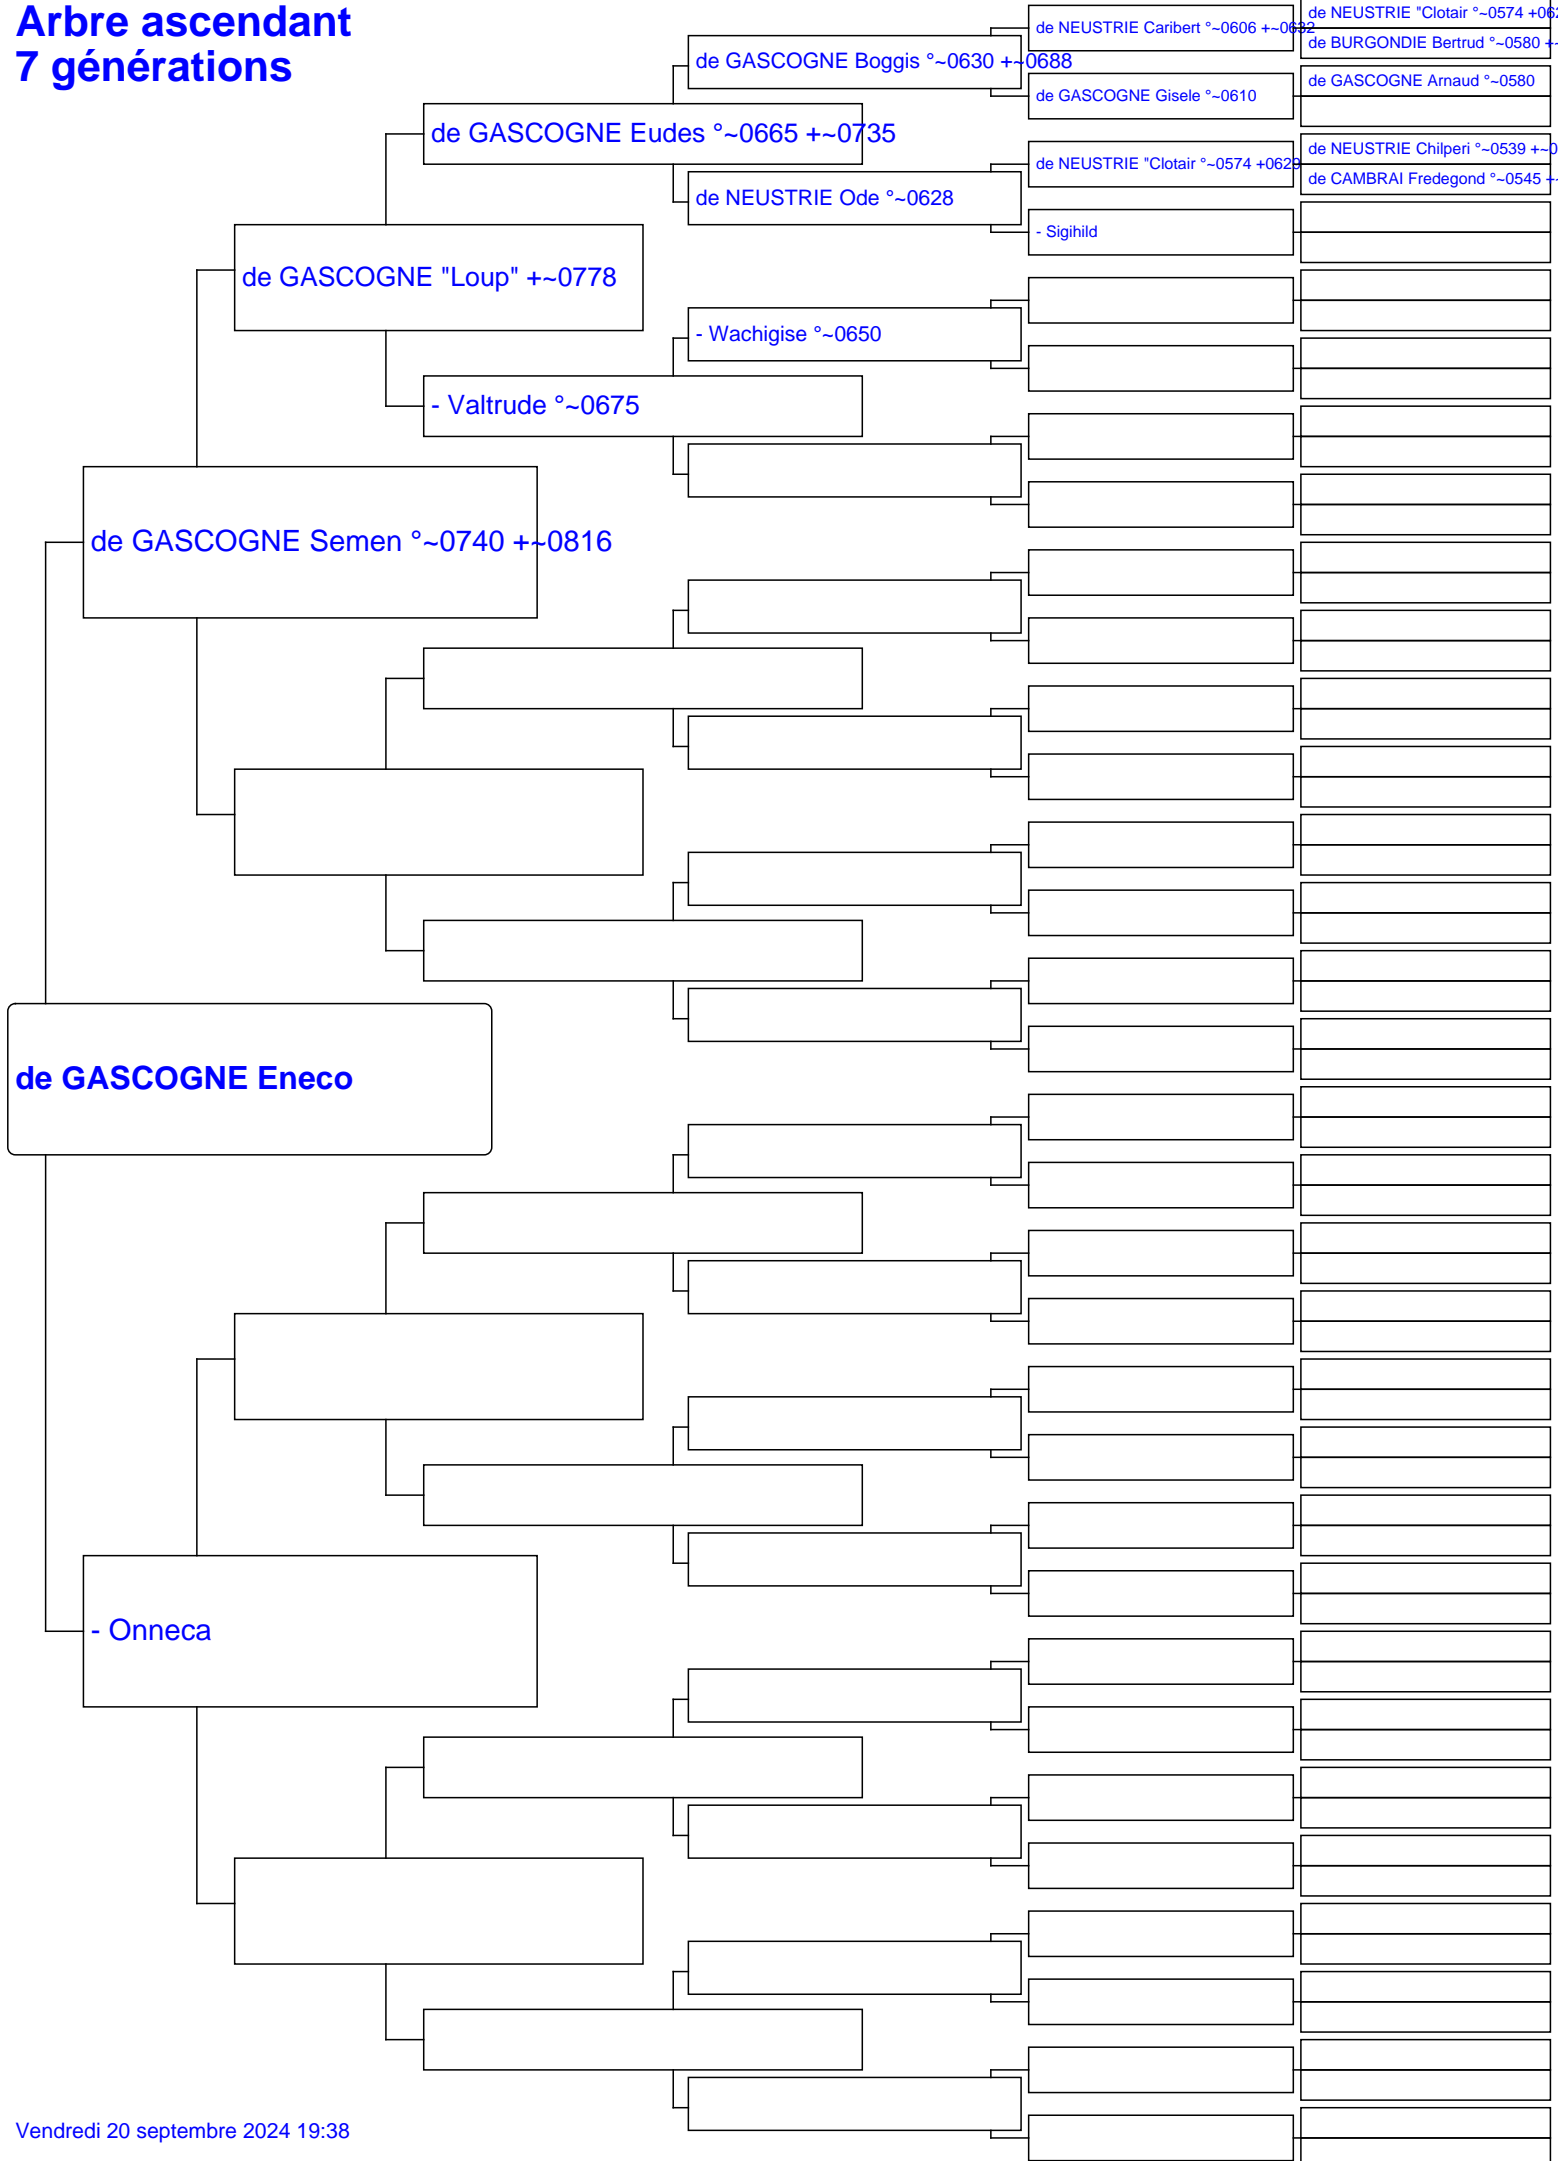 Arbre ascendant
7 générations
de NEUSTRIE "Clotair °~0574
de NEUSTRIE Caribert °~0606 +~0632
de BURGONDIE Bertrud °~0580
de GASCOGNE Boggis °~0630 +~0688
de GASCOGNE Arnaud °~0580
de GASCOGNE Gisele °~0610
de GASCOGNE Eudes °~0665 +~0735
de NEUSTRIE Chilperi °~0539
de NEUSTRIE "Clotair °~0574 +0629
de CAMBRAI Fredegond °~0545
de NEUSTRIE Ode °~0628
- Sigihild
de GASCOGNE "Loup" +~0778
- Wachigise °~0650
- Valtrude °~0675
de GASCOGNE Semen °~0740 +~0816
de GASCOGNE Eneco
- Onneca
Vendredi 20 septembre 2024 19:38